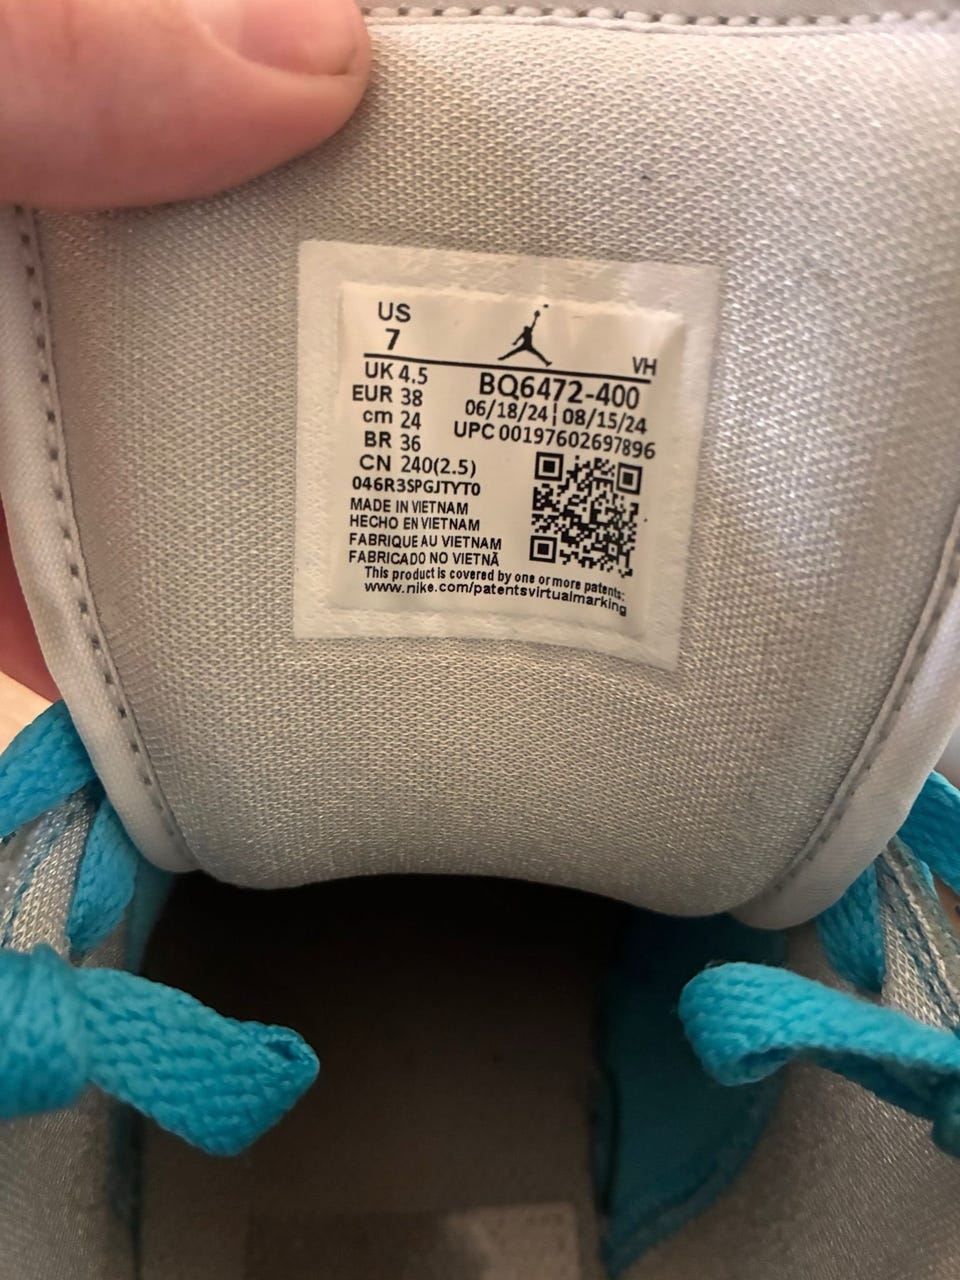 US
7
VH
UK 4.5
EUR 38
cm 24
BR 36
CN 240(2.5)
BQ6472-400
06/18/24 | 08/15/24
UPC 00197602697896
046R3SPGJTYT0
MADE IN VIETNAM
HECHO EN VIETNAM
FABRIQUE AU VIETNAM
FABRICADO NO VIETNÃ
This product is covered by one or more patents:
www.nike.com/patentsvirtualmarking